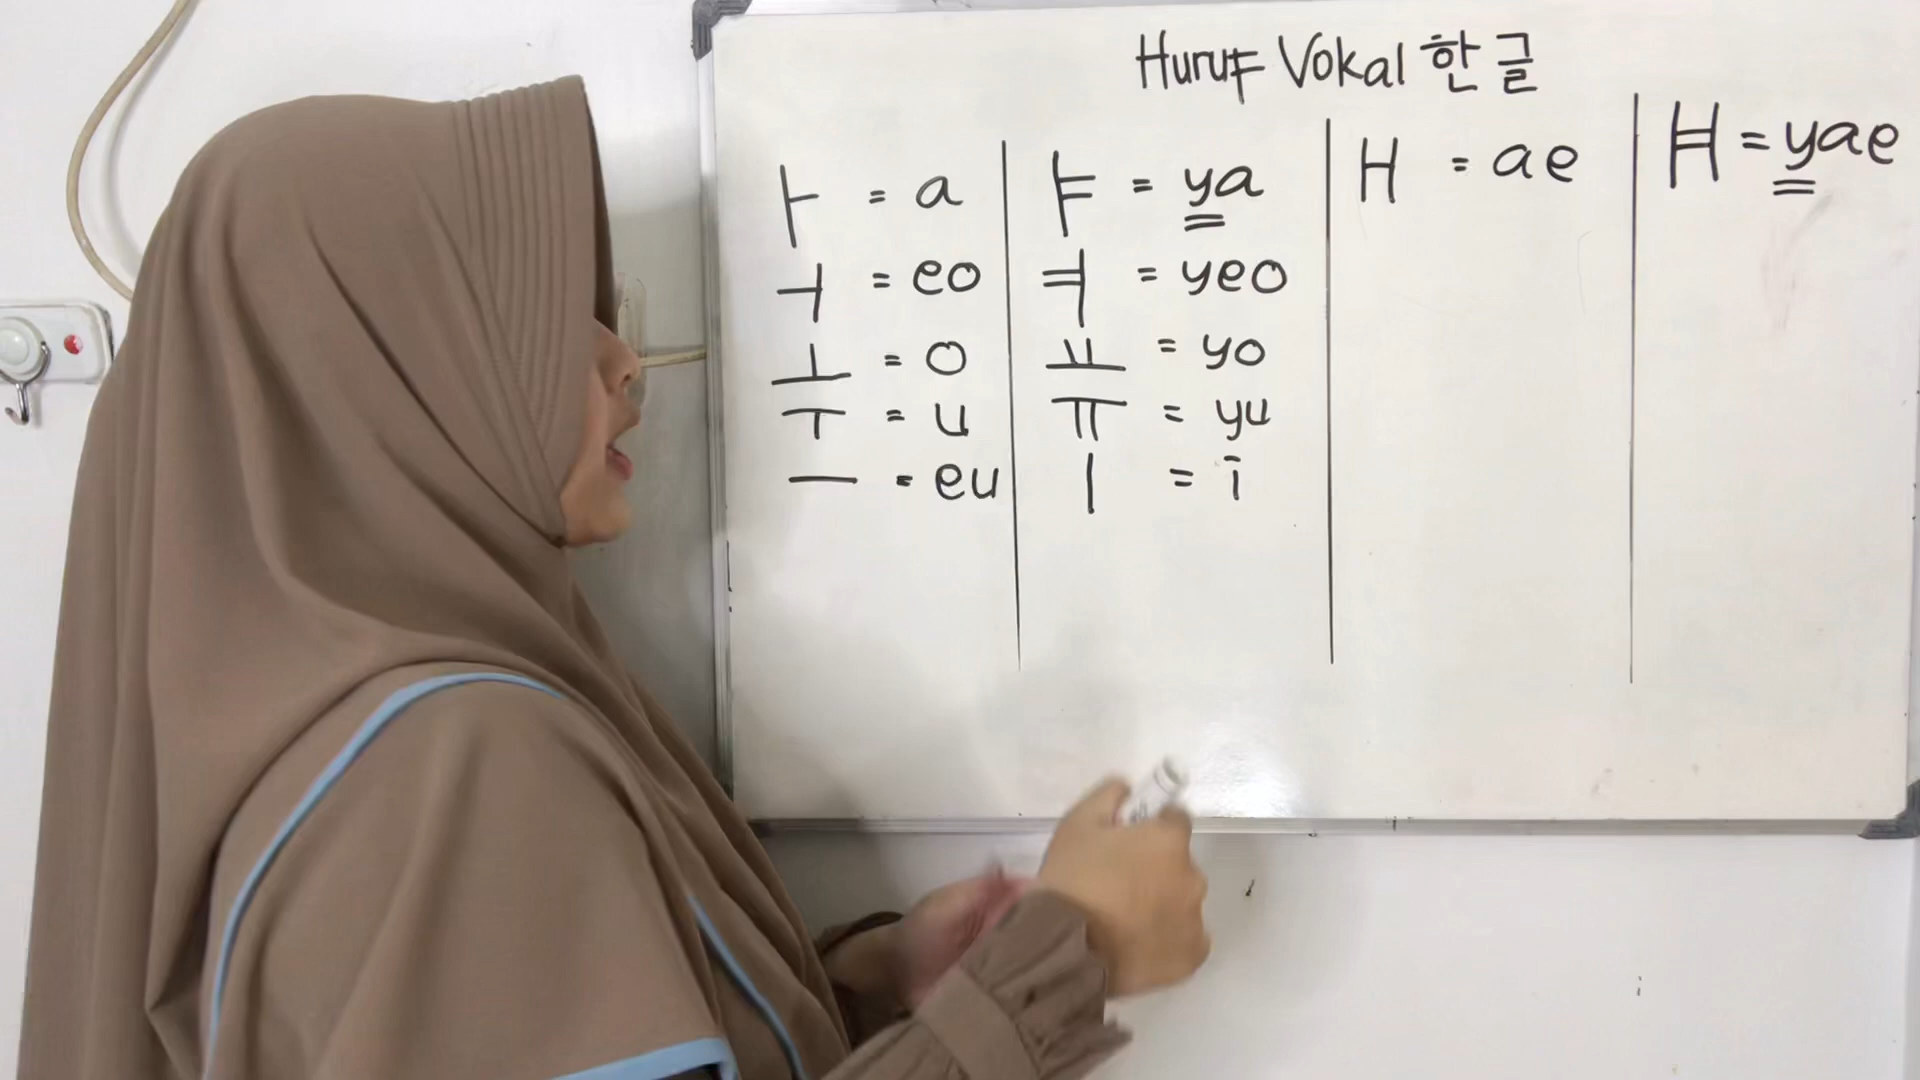 Huruf Vokal 한글
ㅏ = a
ㅓ = eo
ㅗ = o
ㅜ = u
ㅡ = eu
ㅑ = ya
ㅕ = yeo
ㅛ = yo
ㅠ = yu
ㅣ = i
ㅐ = ae
ㅒ = yae